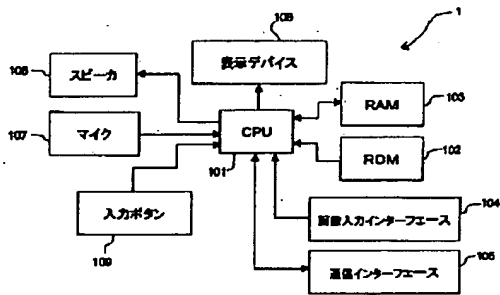 108
1
表示デバイス
106
スピーカ
RAM
103
107
マイク
CPU
101
RDM
102
入力ボタン
109
画像入力インターフェース
104
通信インターフェース
105